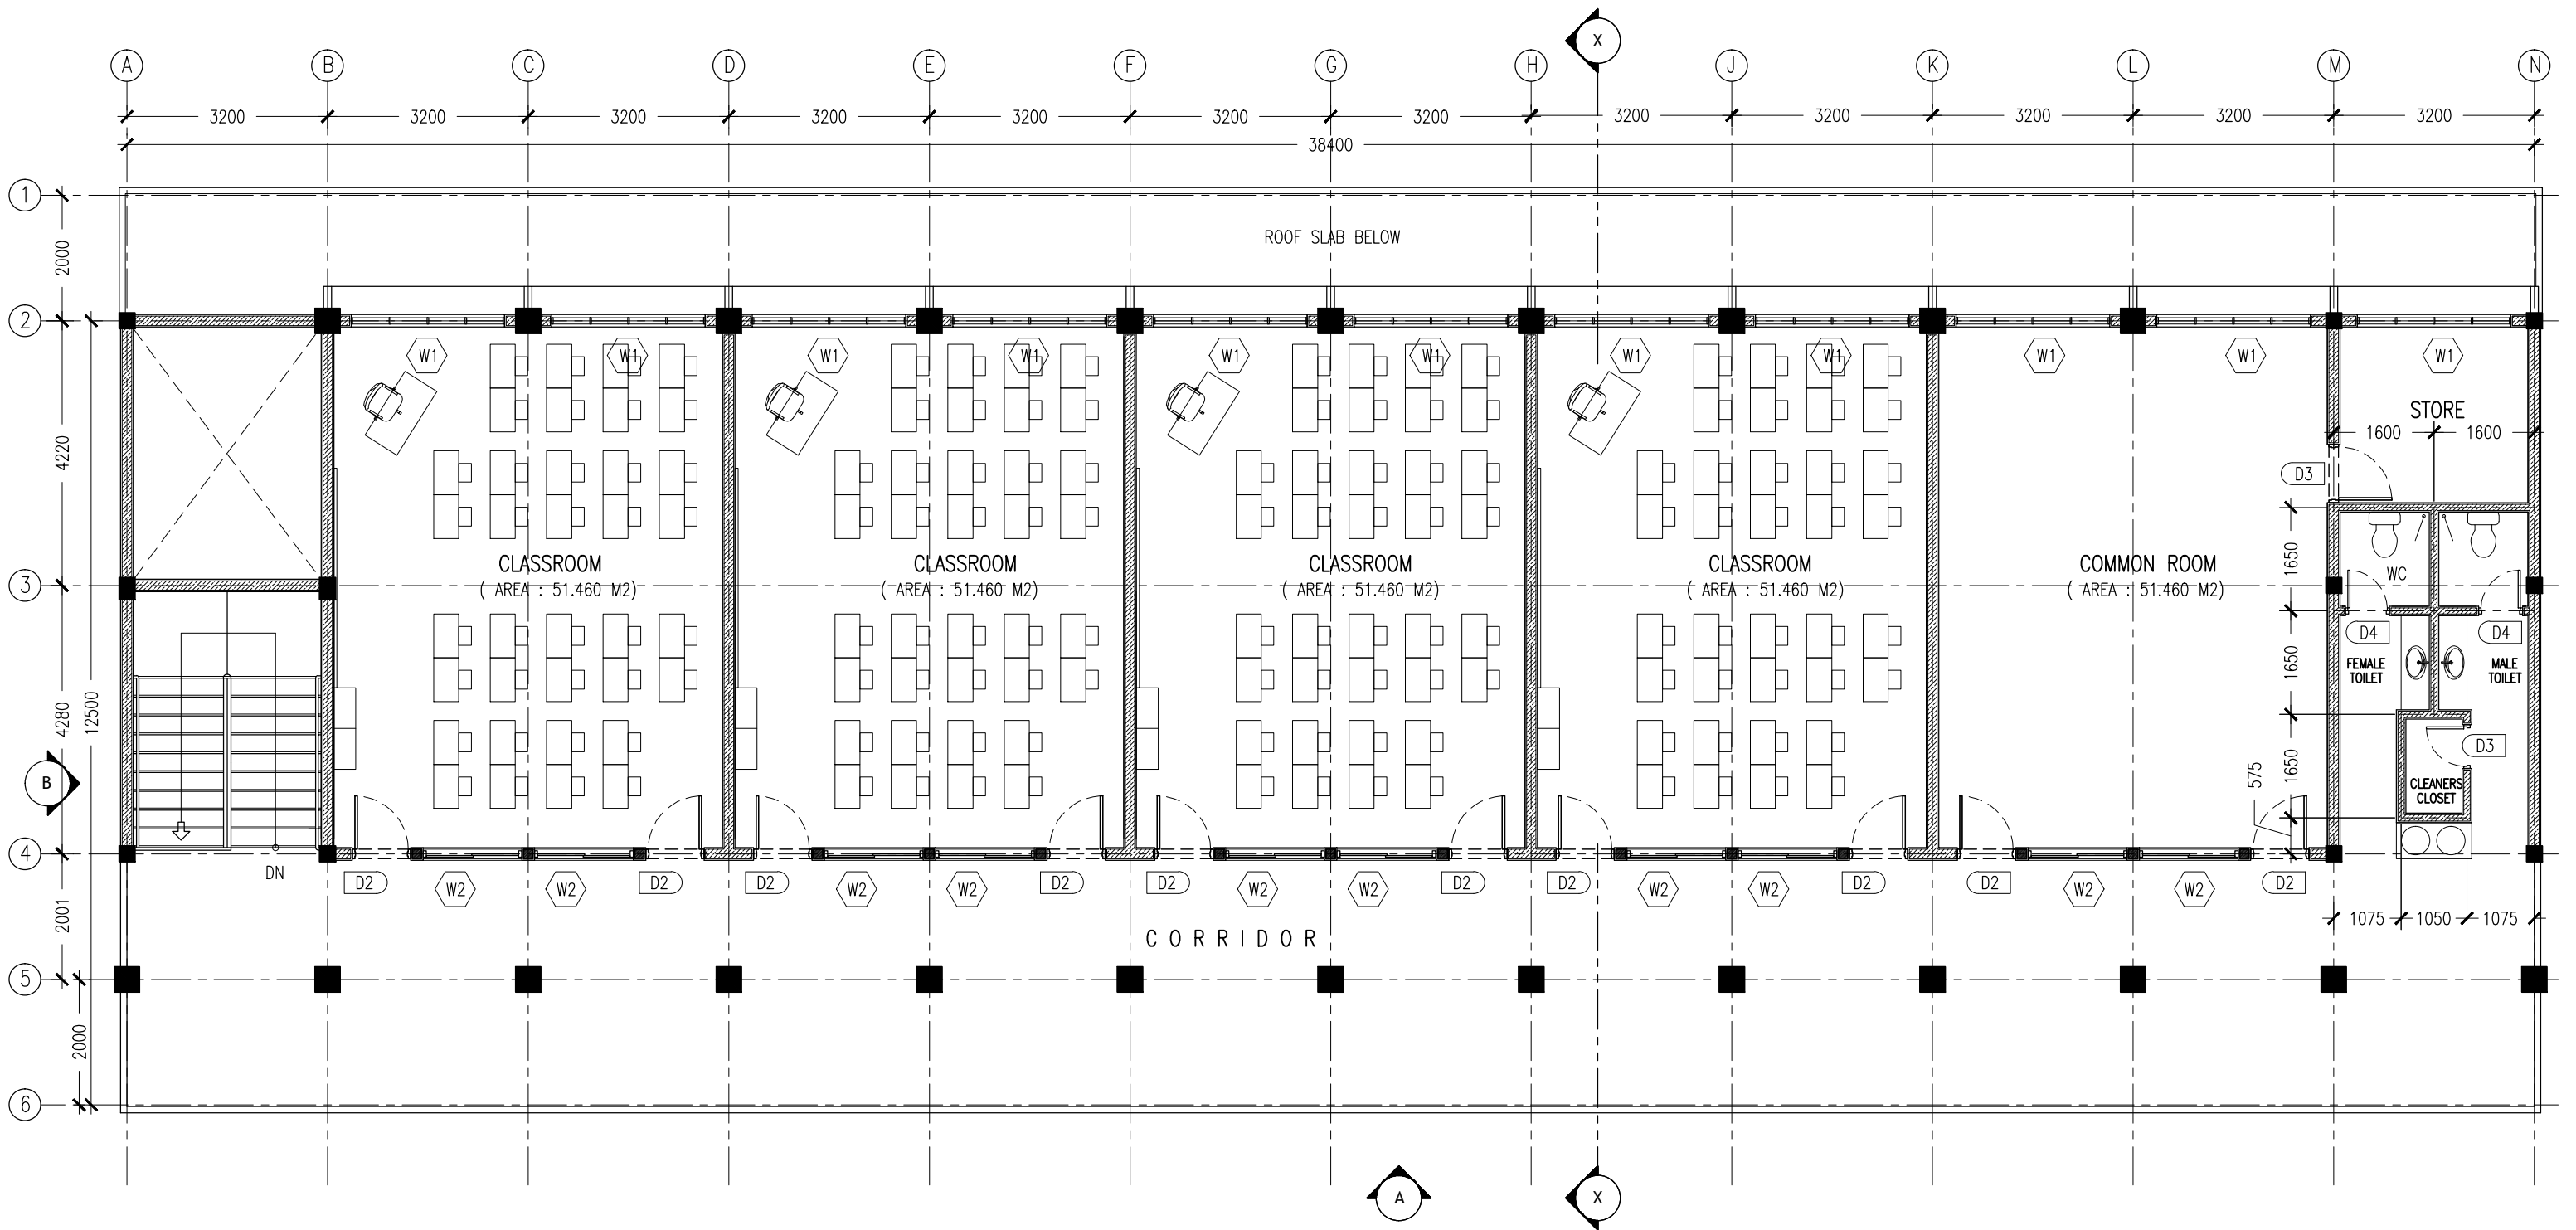 X
A B C D E F G H J K L M N
3200 3200 3200 3200 3200 3200 3200 3200 3200 3200 3200 3200
38400
1
2000
ROOF SLAB BELOW
2
W1 W1 W1 W1 W1 W1 W1 W1 W1 W1 W1
STORE
1600 1600
4220
D3
CLASSROOM
( AREA : 51.460 M2)
CLASSROOM
( AREA : 51.460 M2)
CLASSROOM
( AREA : 51.460 M2)
CLASSROOM
( AREA : 51.460 M2)
COMMON ROOM
( AREA : 51.460 M2)
1650
WC
3
D4 D4
FEMALE
TOILET
MALE
TOILET
1650
4280
12500
D3
1650
575
CLEANERS
CLOSET
B
4
DN
D2 W2 W2 D2 D2 W2 W2 D2 D2 W2 W2 D2 D2 W2 W2 D2 D2 W2 W2 D2
2001
1075 1050 1075
CORRIDOR
5
2000
6
A
X